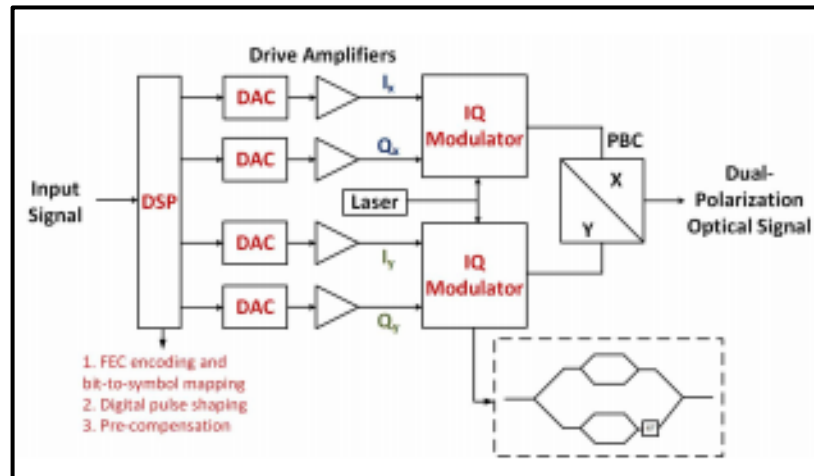 Drive Amplifiers
DAC
Ix
IQ
Modulator
DAC
Qx
PBC
Input
Signal
DSP
Laser
X
Y
Dual-
Polarization
Optical Signal
DAC
Iy
IQ
Modulator
DAC
Qy
1. FEC encoding and
bit-to-symbol mapping
2. Digital pulse shaping
3. Pre-compensation